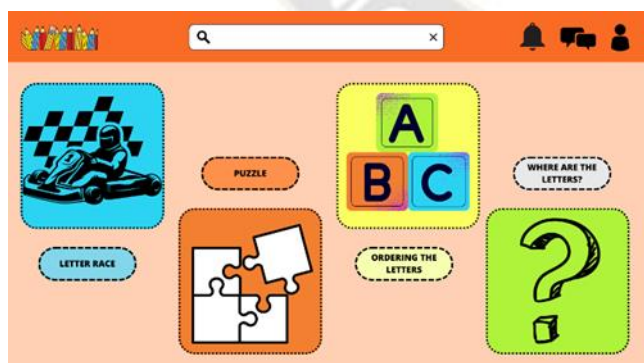 PUZZLE
A
WHERE ARE THE
LETTERS?
B C
LETTER RACE
ORDERING THE
LETTERS
?